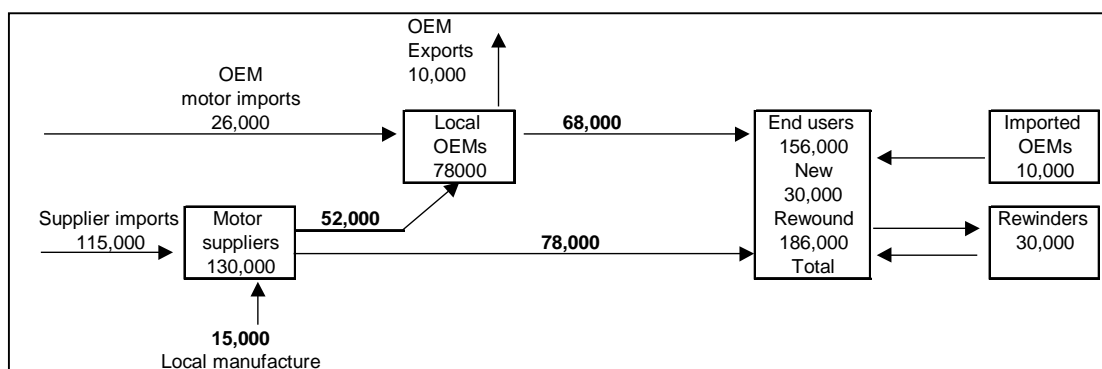 OEM
Exports
10,000
OEM
motor imports
26,000
Local
OEMs
78000
68,000
End users
156,000
New
30,000
Rewound
186,000
Total
Imported
OEMs
10,000
Supplier imports
115,000
Motor
suppliers
130,000
52,000
78,000
Rewinders
30,000
15,000
Local manufacture